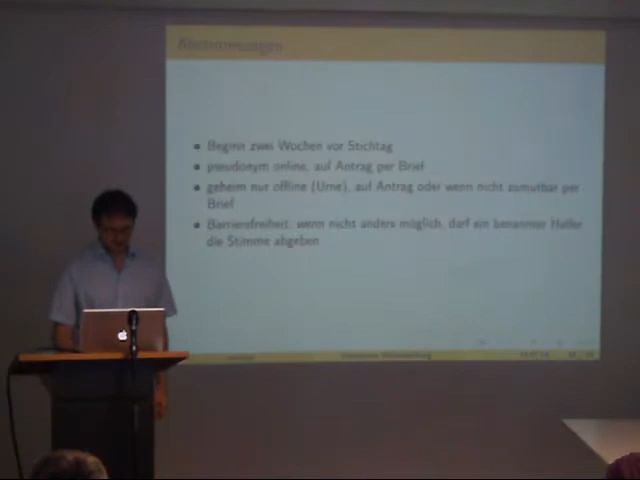 Abstimmungen
Beginn zwei Wochen vor Stichtag
pseudonym online, auf Antrag per Brief
geheim nur offline (Urne), auf Antrag oder wenn nicht zumutbar per
Brief
Barrierefreiheit: wenn nicht anders möglich, darf ein benannter Helfer
die Stimme abgeben